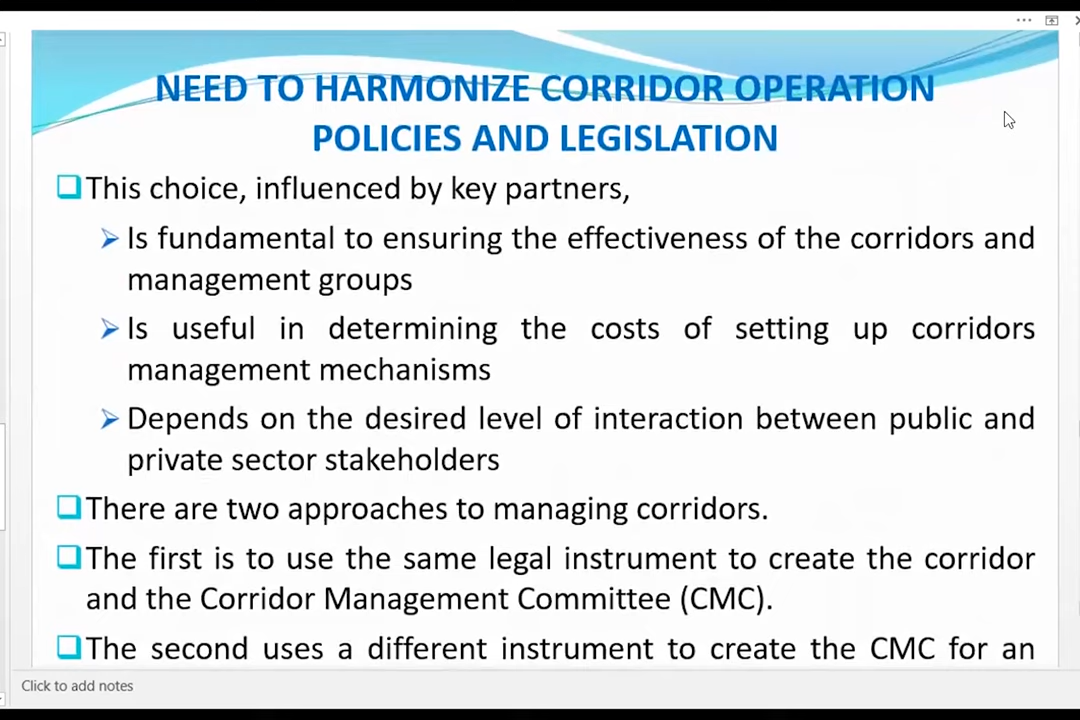 NEED TO HARMONIZE CORRIDOR OPERATION
POLICIES AND LEGISLATION
This choice, influenced by key partners,
Is fundamental to ensuring the effectiveness of the corridors and
management groups
Is useful in determining the costs of setting up corridors
management mechanisms
Depends on the desired level of interaction between public and
private sector stakeholders
There are two approaches to managing corridors.
The first is to use the same legal instrument to create the corridor
and the Corridor Management Committee (CMC).
The second uses a different instrument to create the CMC for an
Click to add notes